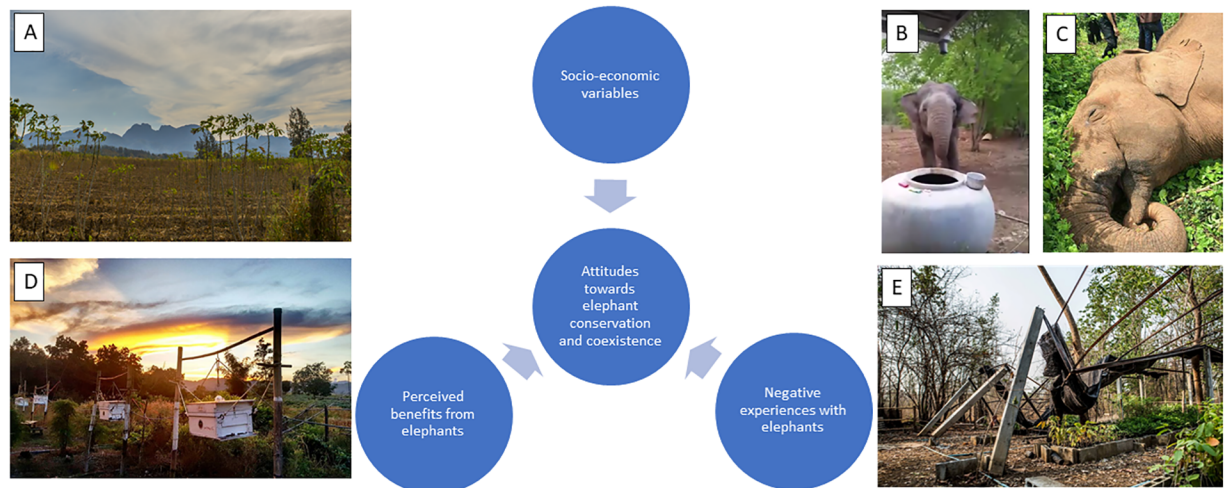 A
Socio-economic
variables
B
C
Attitudes
towards
elephant
conservation
and coexistence
D
Perceived
benefits from
elephants
Negative
experiences with
elephants
E